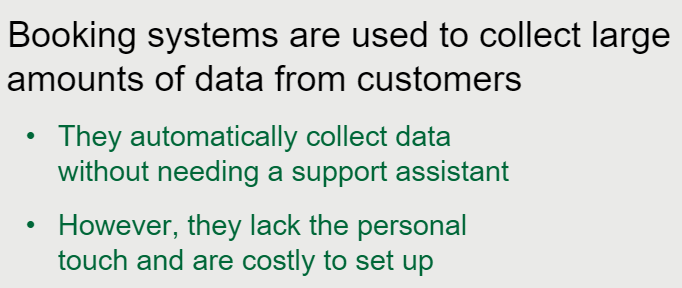 Booking systems are used to collect large
amounts of data from customers
• They automatically collect data
without needing a support assistant
• However, they lack the personal
touch and are costly to set up